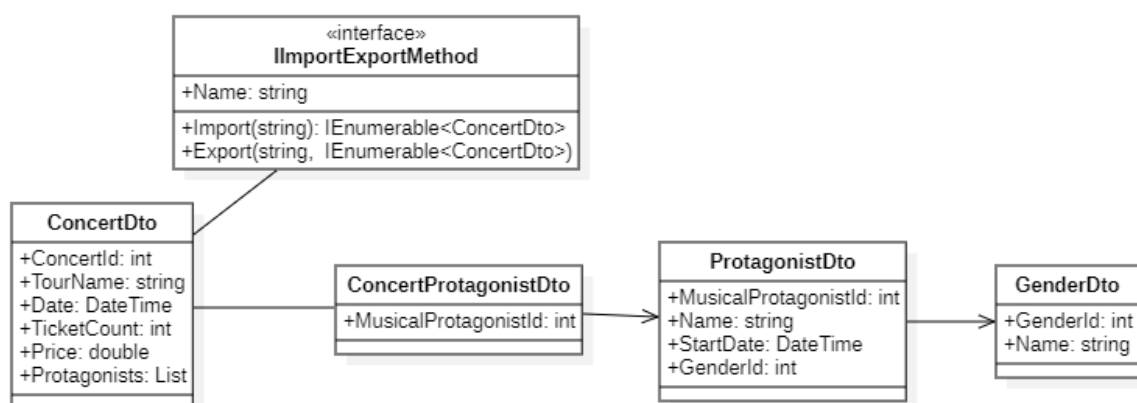 «interface»
IImportExportMethod
+Name: string
+Import(string): IEnumerable<ConcertDto>
+Export(string, IEnumerable<ConcertDto>)
ConcertDto
+ConcertId: int
+TourName: string
+Date: DateTime
+TicketCount: int
+Price: double
+Protagonists: List
ConcertProtagonistDto
+MusicalProtagonistId: int
ProtagonistDto
+MusicalProtagonistId: int
+Name: string
+StartDate: DateTime
+GenderId: int
GenderDto
+GenderId: int
+Name: string